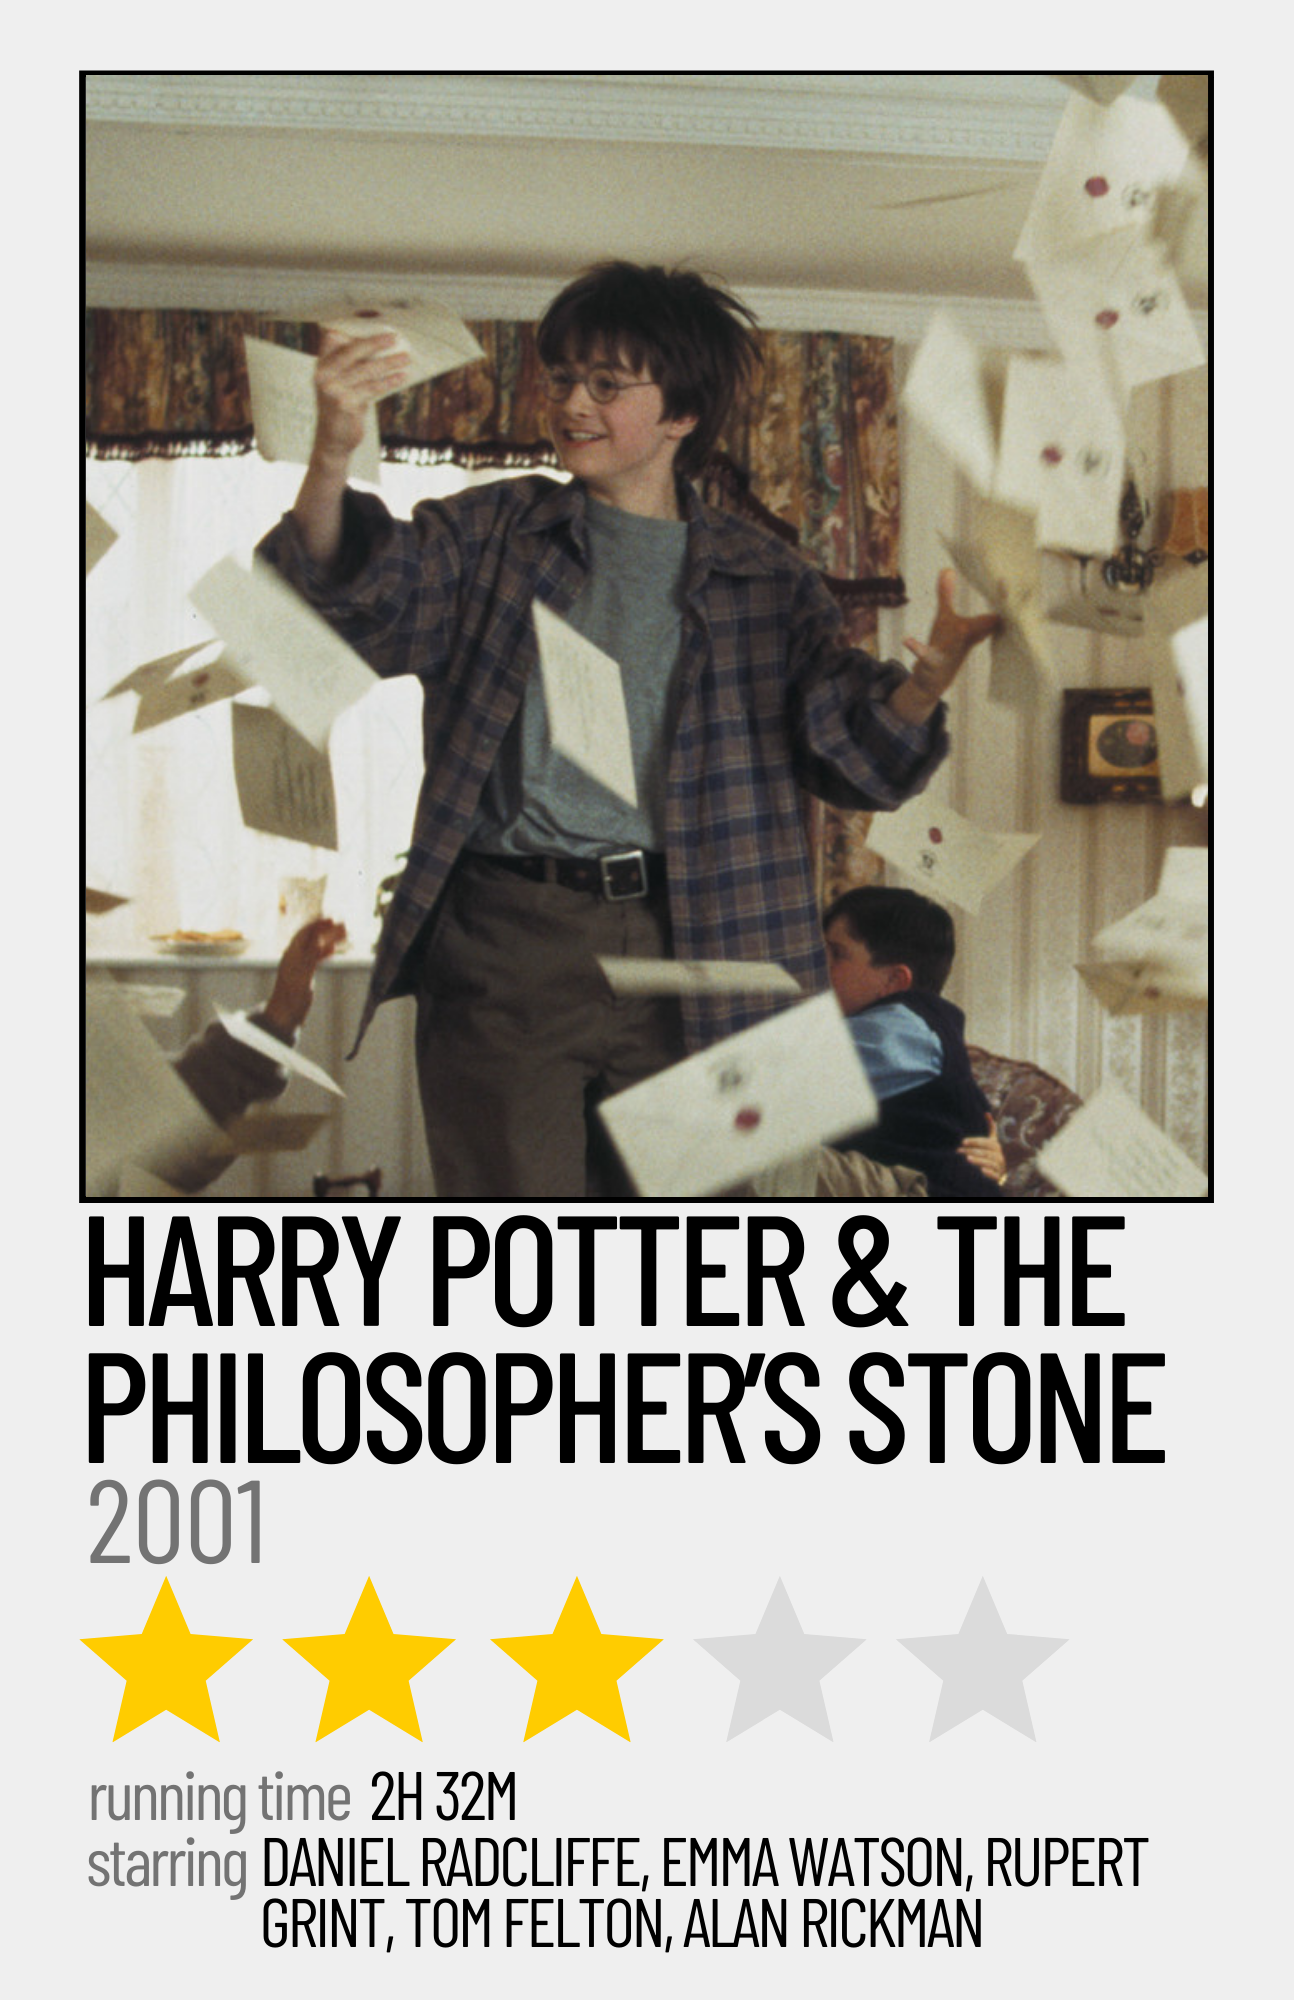 HARRY POTTER & THE
PHILOSOPHER'S STONE
2001
running time 2H 32M
starring DANIEL RADCLIFFE, EMMA WATSON, RUPERT
GRINT, TOM FELTON, ALAN RICKMAN